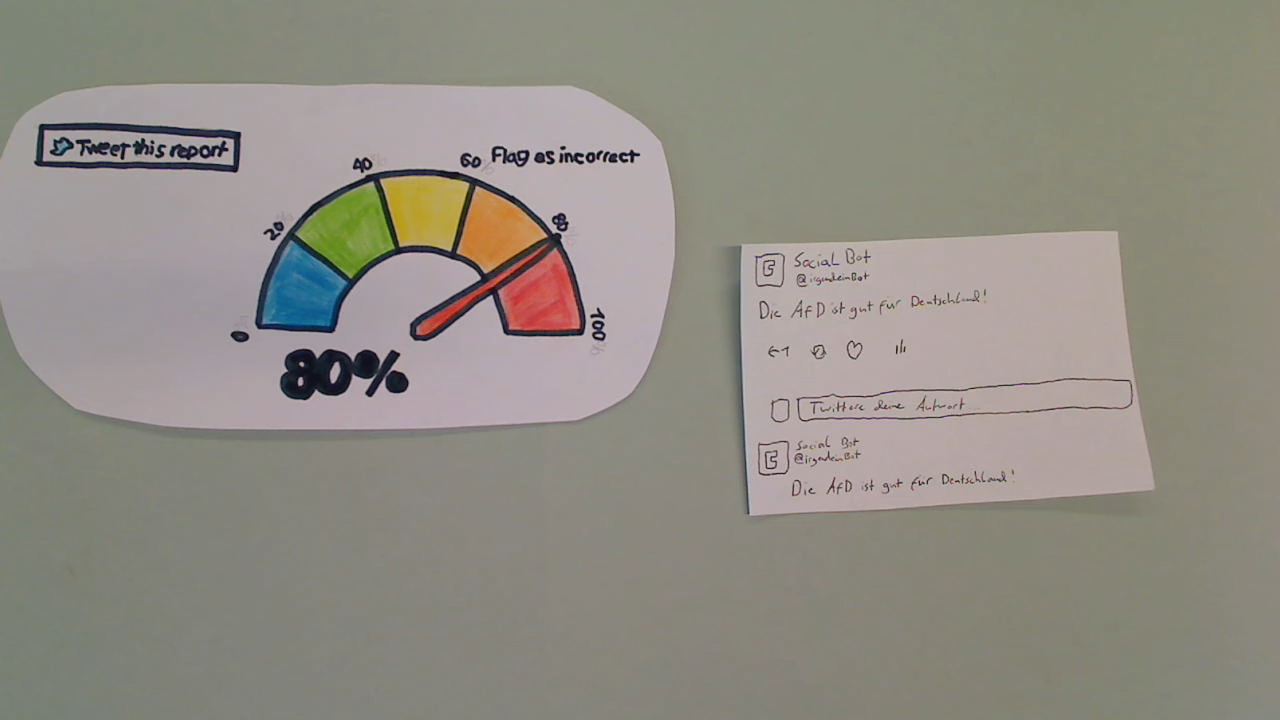 Tweet this report
Flag as incorrect
0
20
40
60
80
100
80%
Social Bot
@irgendeinBot
Die AfD ist gut für Deutschland!
Twittere deine Antwort
Social Bot
@irgendeinBot
Die AfD ist gut für Deutschland!